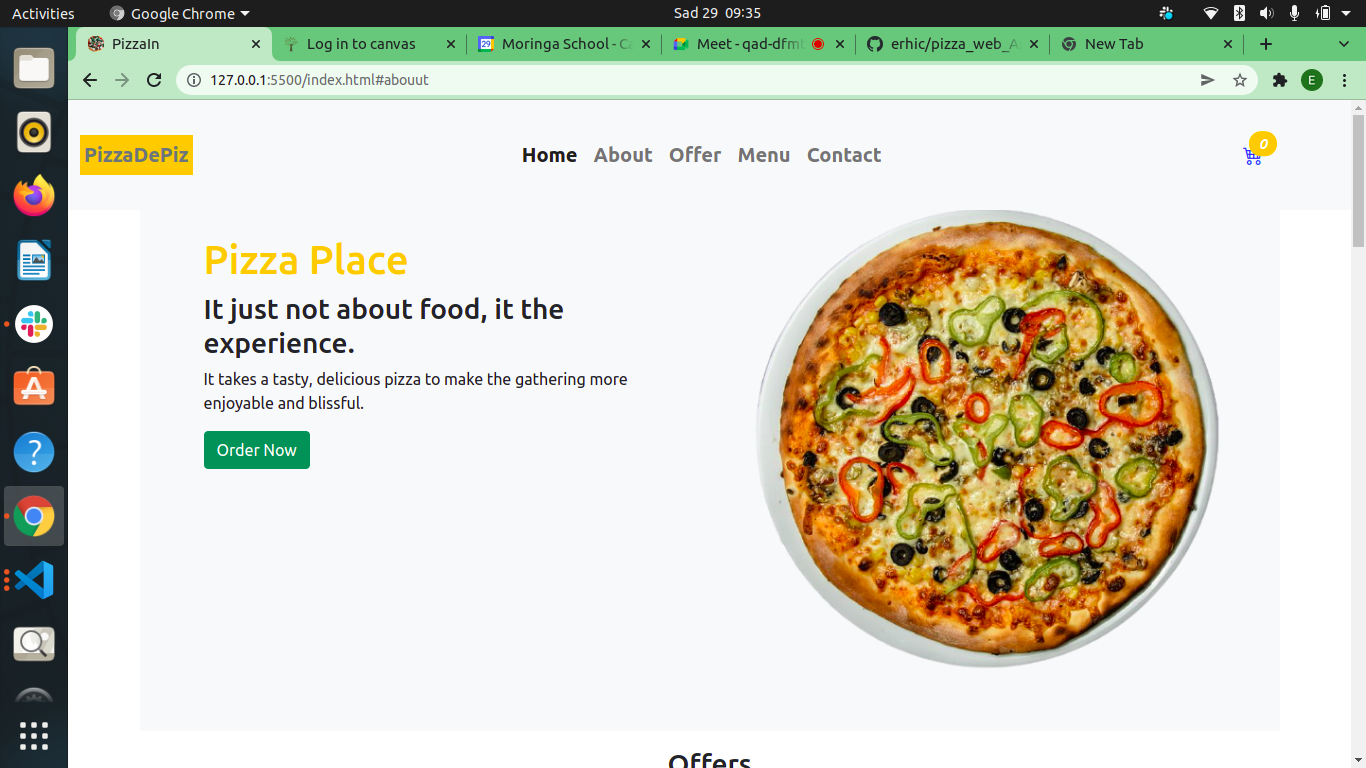 Activities
Google Chrome
Sad 29 09:35
PizzaIn
Log in to canvas
Moringa School - Ca
Meet - qad-dfmt
erhic/pizza_web_A
New Tab
127.0.0.1:5500/index.html#abouut
E
PizzaDePiz
Home
About
Offer
Menu
Contact
0
Pizza Place
It just not about food, it the
experience.
It takes a tasty, delicious pizza to make the gathering more
enjoyable and blissful.
Order Now
Offers